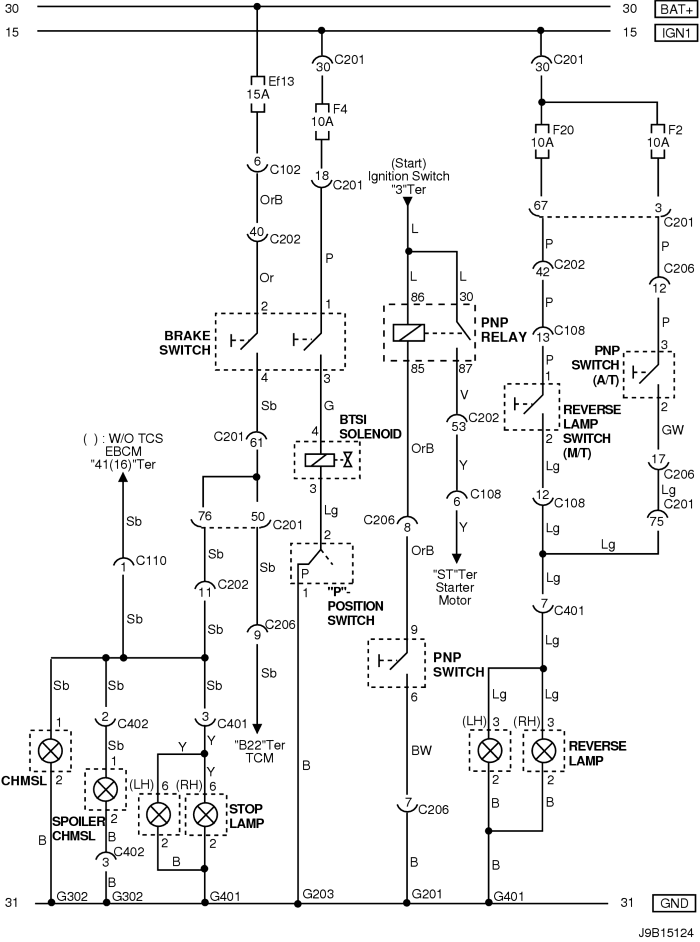 30 30 BAT+
15 15 IGN1
C201 C201
30 30
Ef13
15A
F4
10A
F20 F2
10A 10A
6 C102
18
C201
(Start)
Ignition Switch
"3"Ter
OrB
67 3
C201
40 C202
L
P P
C202 C206
42 12
Or P L L
P P
2 1 86 30
C108
13
BRAKE
SWITCH
PNP
RELAY
P
3
PNP
SWITCH
(A/T)
4 3 85 87
1
2
Sb G V
REVERSE
LAMP
SWITCH
(M/T)
GW
C201 61
4
BTSI
SOLENOID
C202
53
2
( ) : W/O TCS
EBCM
"41(16)"Ter
OrB
Y
Lg
17
C206
3
12 C108
Lg
C201
76 50 C201
Lg
C206 8
C108
6
75
Sb
OrB Y
Lg
Lg
2
Sb Sb
1 C110
P
1
"P"-
POSITION
SWITCH
"ST"Ter
Starter
Motor
Lg
C202
11
7 C401
Sb Sb
C206
9
9
PNP
SWITCH
Lg
Sb
6
Sb Sb Sb
Lg Lg
2 C402
3 C401
"B22"Ter
TCM
(LH) 3 (RH) 3
1
Sb
Y Y
BW
REVERSE
LAMP
1
Y
B
CHMSL 2
(LH) 6 (RH) 6
2 2
SPOILER
CHMSL
STOP
LAMP
7 C206
B B
2
B
B
2 2
3 C402
B
B
B
B
31 G302 G302 G401 G203 G201 G401 31 GND
J9B15124